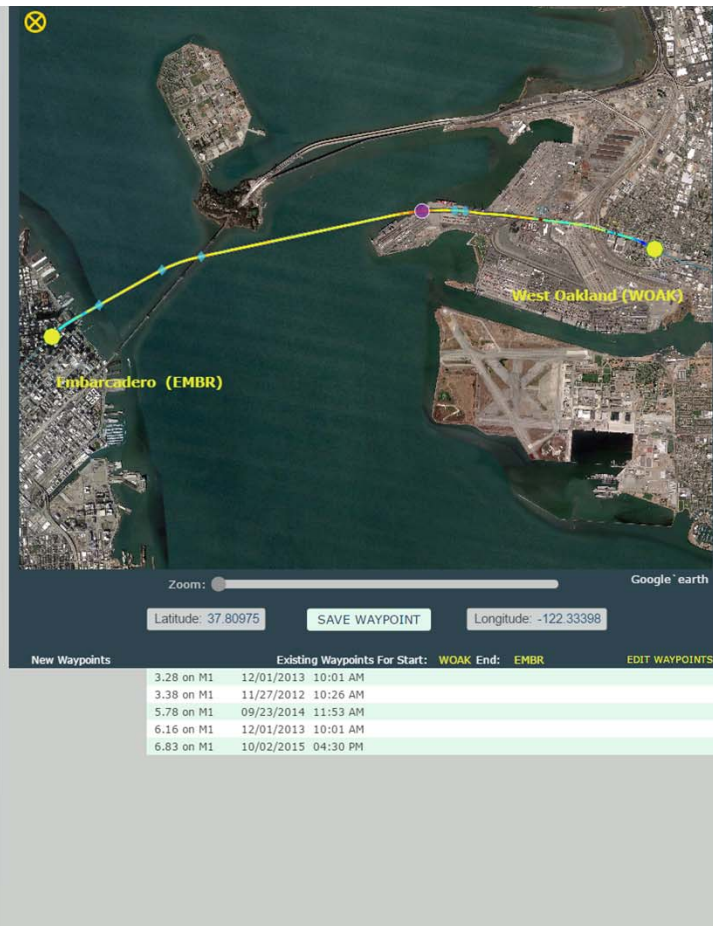 West Oakland (WOAK)
Embarcadero (EMBR)
Zoom:
Google earth
Latitude: 37.80975 SAVE WAYPOINT Longitude: -122.33398
New Waypoints Existing Waypoints For Start: WOAK End: EMBR EDIT WAYPOINTS
3.28 on M1 12/01/2013 10:01 AM
3.38 on M1 11/27/2012 10:26 AM
5.78 on M1 09/23/2014 11:53 AM
6.16 on M1 12/01/2013 10:01 AM
6.83 on M1 10/02/2015 04:30 PM